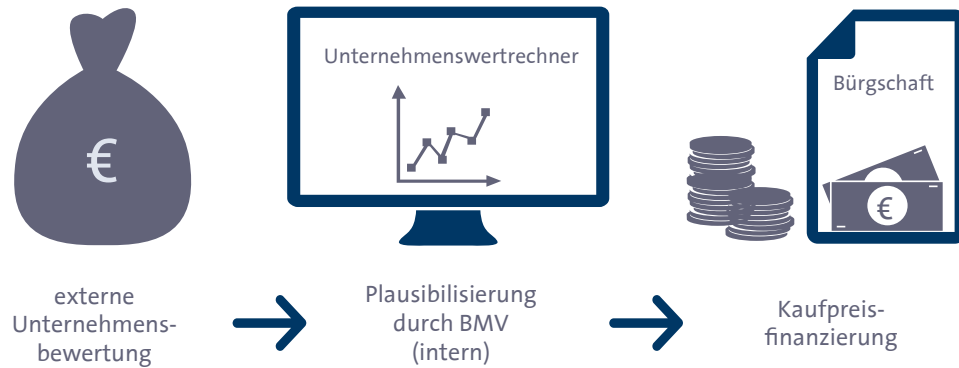 €
Unternehmenswertrechner
Bürgschaft
€
externe
Unternehmens-
bewertung
Plausibilisierung
durch BMV
(intern)
Kaufpreis-
finanzierung